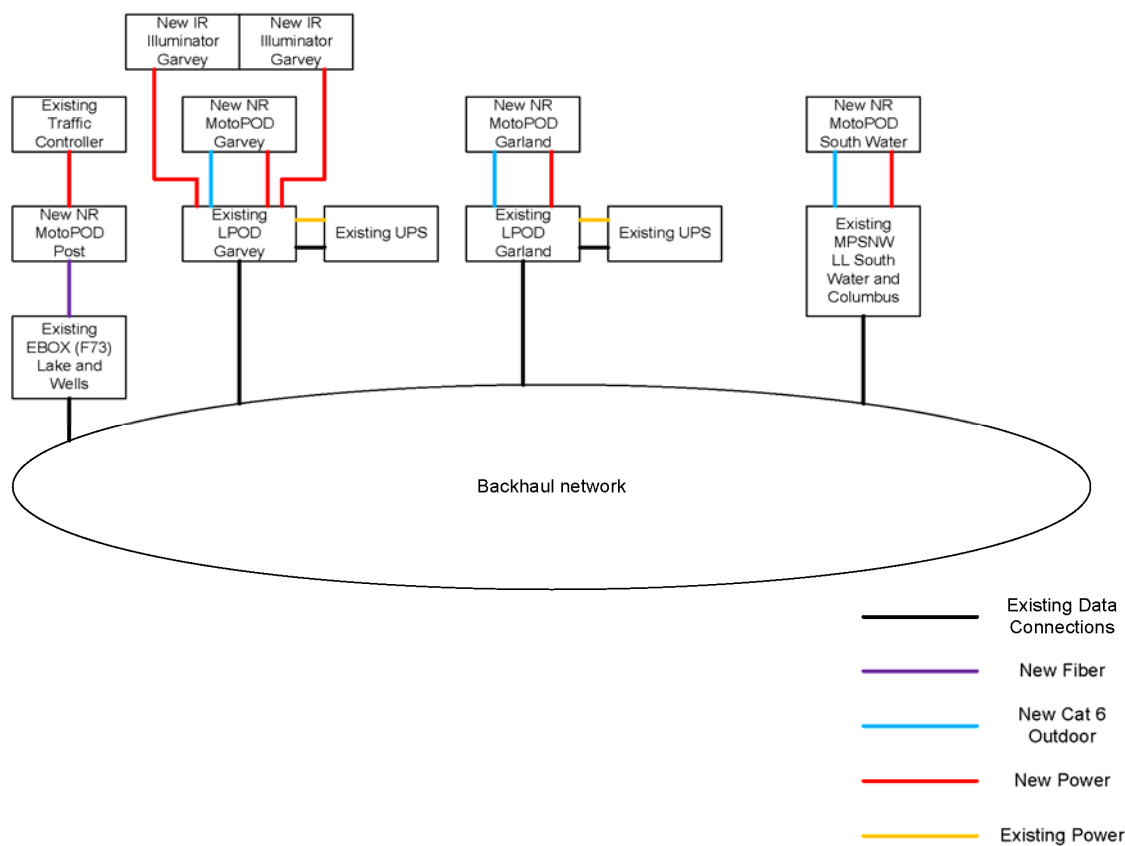 New IR
Illuminator
Garvey
New IR
Illuminator
Garvey
Existing
Traffic
Controller
New NR
MotoPOD
Garvey
New NR
MotoPOD
Garland
New NR
MotoPOD
South Water
New NR
MotoPOD
Post
Existing
LPOD
Garvey
Existing UPS
Existing
LPOD
Garland
Existing UPS
Existing
MPSNW
LL South
Water and
Columbus
Existing
EBOX (F73)
Lake and
Wells
Backhaul network
Existing Data
Connections
New Fiber
New Cat 6
Outdoor
New Power
Existing Power